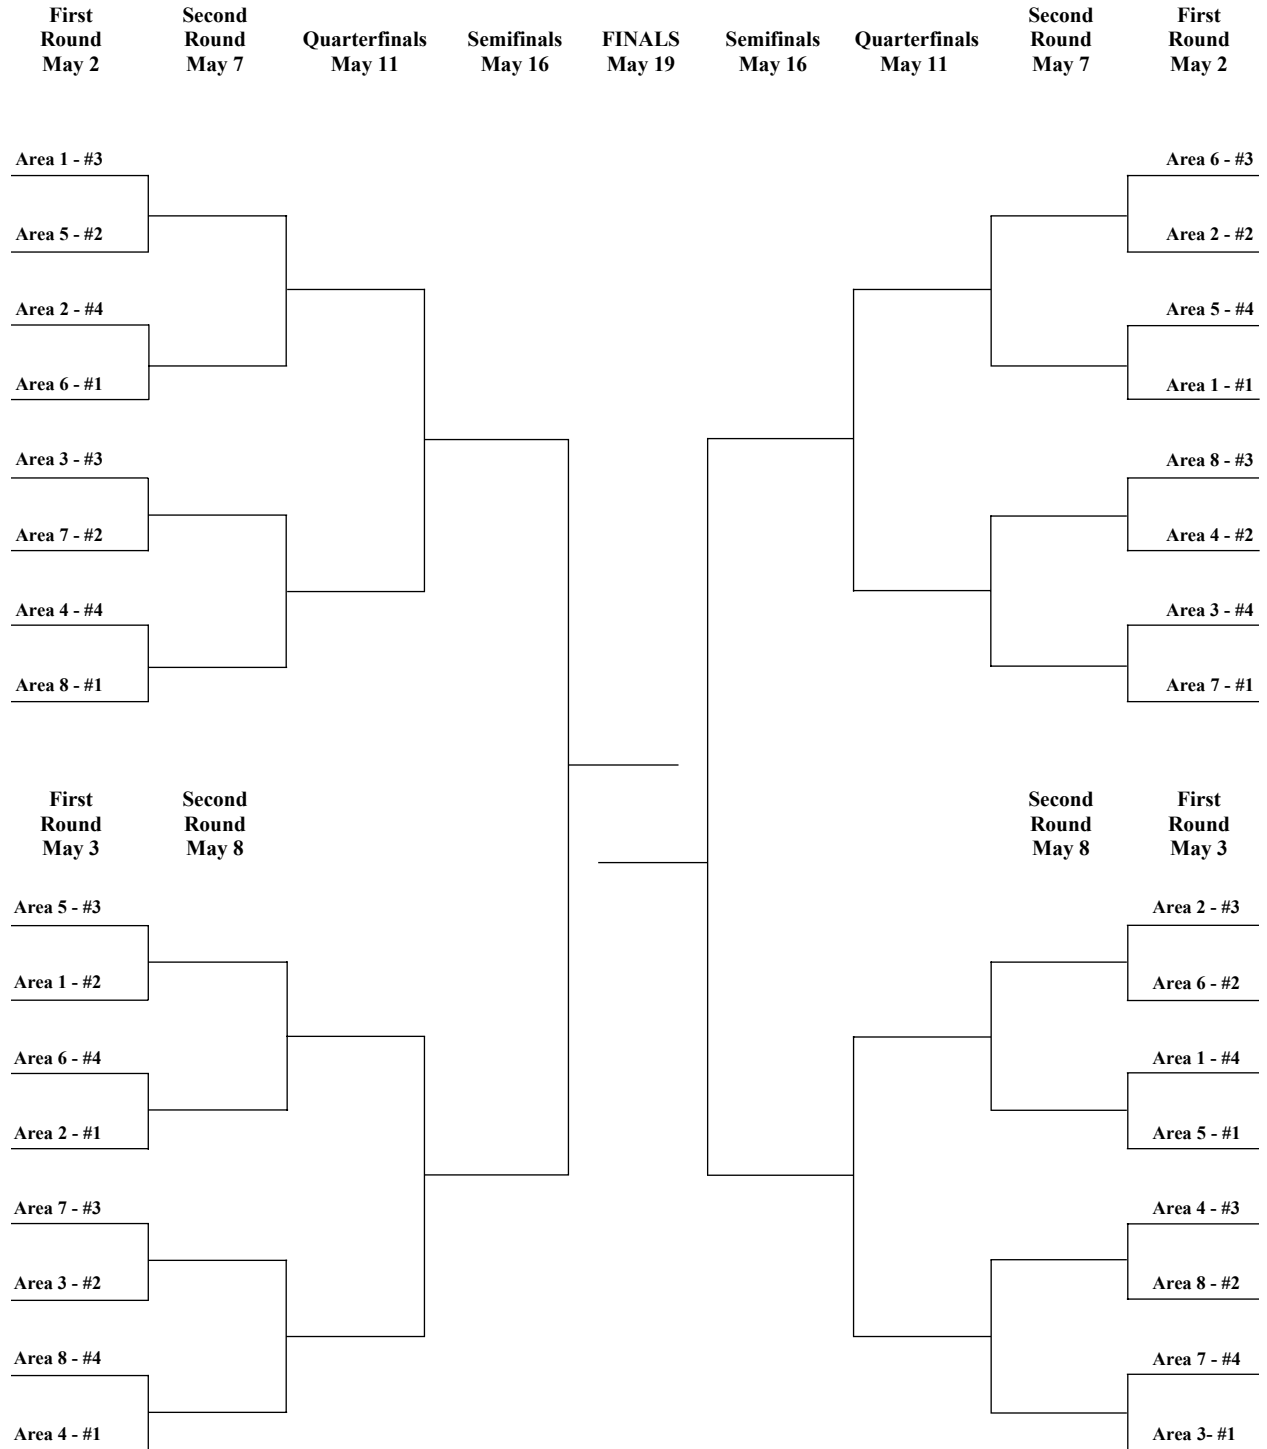 First Round May 2
Second Round May 7
Quarterfinals May 11
Semifinals May 16
FINALS May 19
Semifinals May 16
Quarterfinals May 11
Second Round May 7
First Round May 2
Area 1 - #3
Area 5 - #2
Area 2 - #4
Area 6 - #1
Area 3 - #3
Area 7 - #2
Area 4 - #4
Area 8 - #1
Area 6 - #3
Area 2 - #2
Area 5 - #4
Area 1 - #1
Area 8 - #3
Area 4 - #2
Area 3 - #4
Area 7 - #1
First Round May 3
Second Round May 8
Second Round May 8
First Round May 3
Area 5 - #3
Area 1 - #2
Area 6 - #4
Area 2 - #1
Area 7 - #3
Area 3 - #2
Area 8 - #4
Area 4 - #1
Area 2 - #3
Area 6 - #2
Area 1 - #4
Area 5 - #1
Area 4 - #3
Area 8 - #2
Area 7 - #4
Area 3- #1